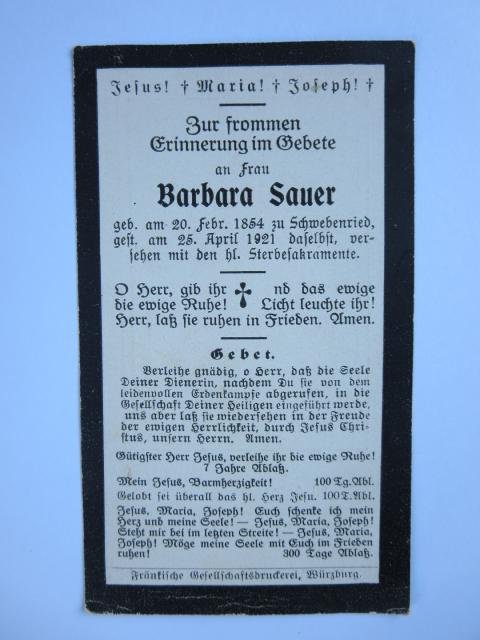 Jesus! † Maria! † Joseph! †
Zur frommen
Erinnerung im Gebete
an Frau
Barbara Sauer
geb. am 20. Febr. 1854 zu Schwebenried,
gest. am 25. April 1921 daselbst, ver-
sehen mit den hl. Sterbesakramente.
O Herr, gib ihr ✝ nd das ewige
die ewige Ruhe! Licht leuchte ihr!
Herr, laß sie ruhen in Frieden. Amen.
Gebet.
Verleihe gnädig, o Herr, daß die Seele
Deiner Dienerin, nachdem Du sie von dem
leidenvollen Erdenkampfe abgerufen, in die
Gesellschaft Deiner Heiligen eingeführt werde,
uns aber laß sie wiedersehen in der Freude
der ewigen Herrlichkeit, durch Jesus Chri-
stus, unsern Herrn. Amen.
Gütigster Herr Jesus, verleihe ihr die ewige Ruhe!
7 Jahre Ablaß.
Mein Jesus, Barmherzigkeit! 100 Tg. Abl.
Gelobt sei überall das hl. Herz Jesu. 100 T. Abl.
Jesus, Maria, Joseph! Euch schenke ich mein
Herz und meine Seele! — Jesus, Maria, Joseph!
Steht mir bei im letzten Streite! — Jesus, Maria,
Joseph! Möge meine Seele mit Euch im Frieden
ruhen! 300 Tage Ablaß.
Fränkische Gesellschaftsdruckerei, Würzburg.